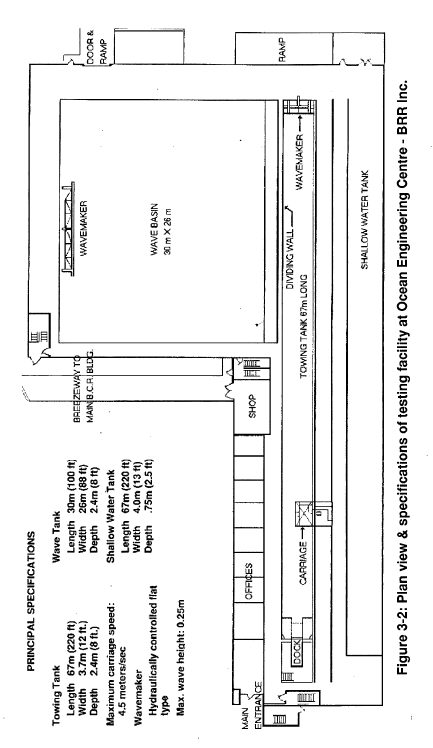 PRINCIPAL SPECIFICATIONS
Towing Tank
Length 67m (220 ft)
Width 3.7m (12 ft.)
Depth 2.4m (8 ft.)
Maximum carriage speed:
4.5 meters/sec
Wavemaker
Hydraulically controlled flat
type
Max. wave height: 0.25m
Wave Tank
Length 30m (100 ft)
Width 26m (88 ft)
Depth 2.4m (8 ft)
Shallow Water Tank
Length 67m (220 ft)
Width 4.0m (13 ft)
Depth .75m (2.5 ft)
BREEZEWAY TO
MAIN B.C.R. BLDG.
WAVEMAKER
WAVE BASIN
30 m X 26 m
DOOR &
RAMP
RAMP
MAIN
ENTRANCE
OFFICES
SHOP
DOCK
CARRIAGE
TOWING TANK 67m LONG
DIVIDING WALL
WAVEMAKER
SHALLOW WATER TANK
Figure 3-2: Plan view & specifications of testing facility at Ocean Engineering Centre - BRR Inc.